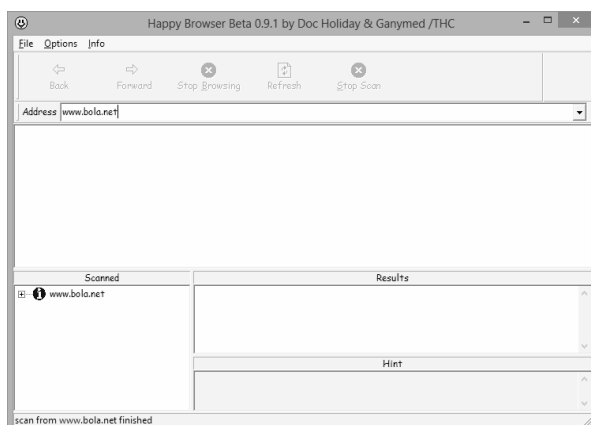 Happy Browser Beta 0.9.1 by Doc Holiday & Ganymed /THC
File Options Info
Back Forward Stop Browsing Refresh Stop Scan
Address www.bola.net
Scanned Results
www.bola.net
Hint
scan from www.bola.net finished